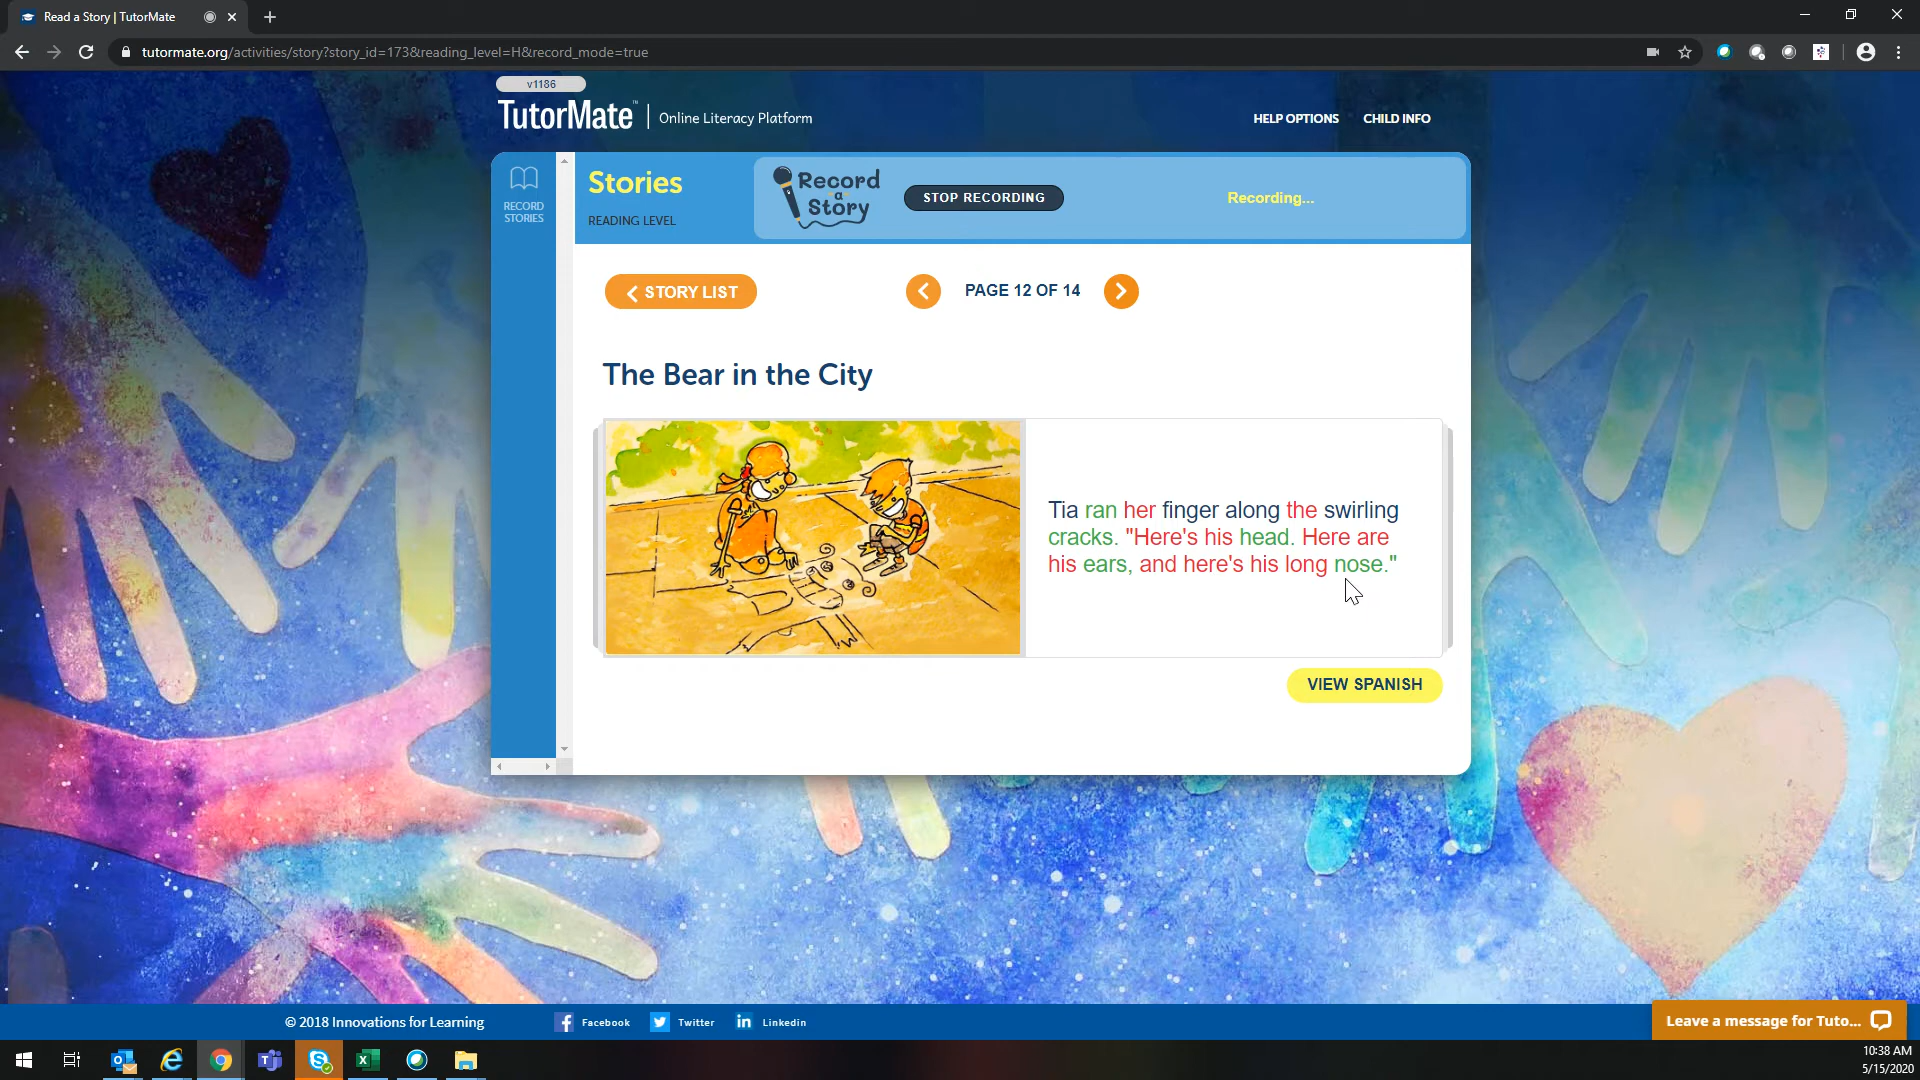 Read a Story | TutorMate
tutormate.org/activities/story?story_id=173&reading_level=H&record_mode=true
v1186
TutorMate™ | Online Literacy Platform
HELP OPTIONS
CHILD INFO
RECORD
STORIES
Stories
READING LEVEL
Record
a
Story
STOP RECORDING
Recording...
STORY LIST
PAGE 12 OF 14
The Bear in the City
Tia ran her finger along the swirling
cracks. "Here's his head. Here are
his ears, and here's his long nose."
VIEW SPANISH
© 2018 Innovations for Learning
Facebook
Twitter
Linkedin
Leave a message for Tuto...
10:38 AM
5/15/2020